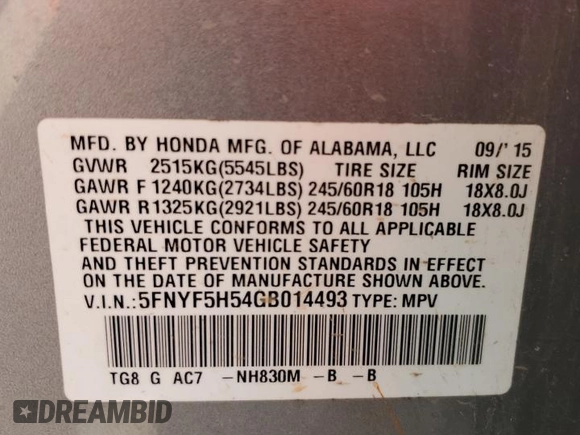 MFD. BY HONDA MFG. OF ALABAMA, LLC 09/'15
GVWR 2515KG(5545LBS) TIRE SIZE RIM SIZE
GAWR F 1240KG(2734LBS) 245/60R18 105H 18X8.0J
GAWR R 1325KG(2921LBS) 245/60R18 105H 18X8.0J
THIS VEHICLE CONFORMS TO ALL APPLICABLE
FEDERAL MOTOR VEHICLE SAFETY
AND THEFT PREVENTION STANDARDS IN EFFECT
ON THE DATE OF MANUFACTURE SHOWN ABOVE.
V.I.N.:5FNYF5H54GB014493 TYPE: MPV
TG8 G AC7 -NH830M -B -B
DREAMBID